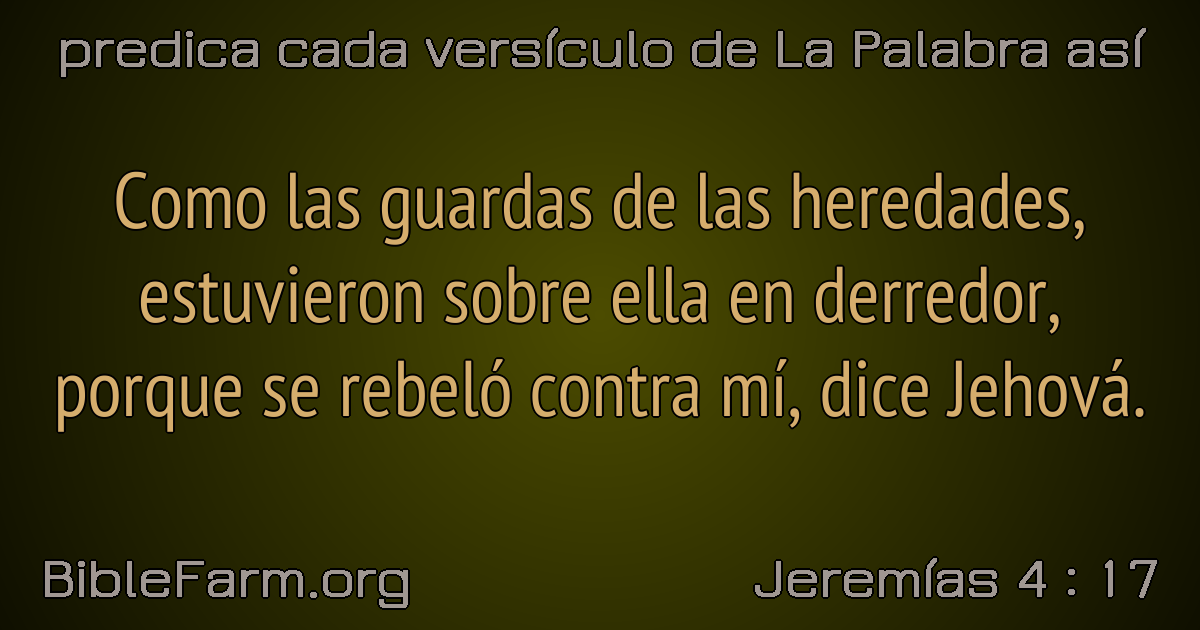 predica cada versículo de La Palabra así
Como las guardas de las heredades,
estuvieron sobre ella en derredor,
porque se rebeló contra mí, dice Jehová.
BibleFarm.org
Jeremías 4 : 17